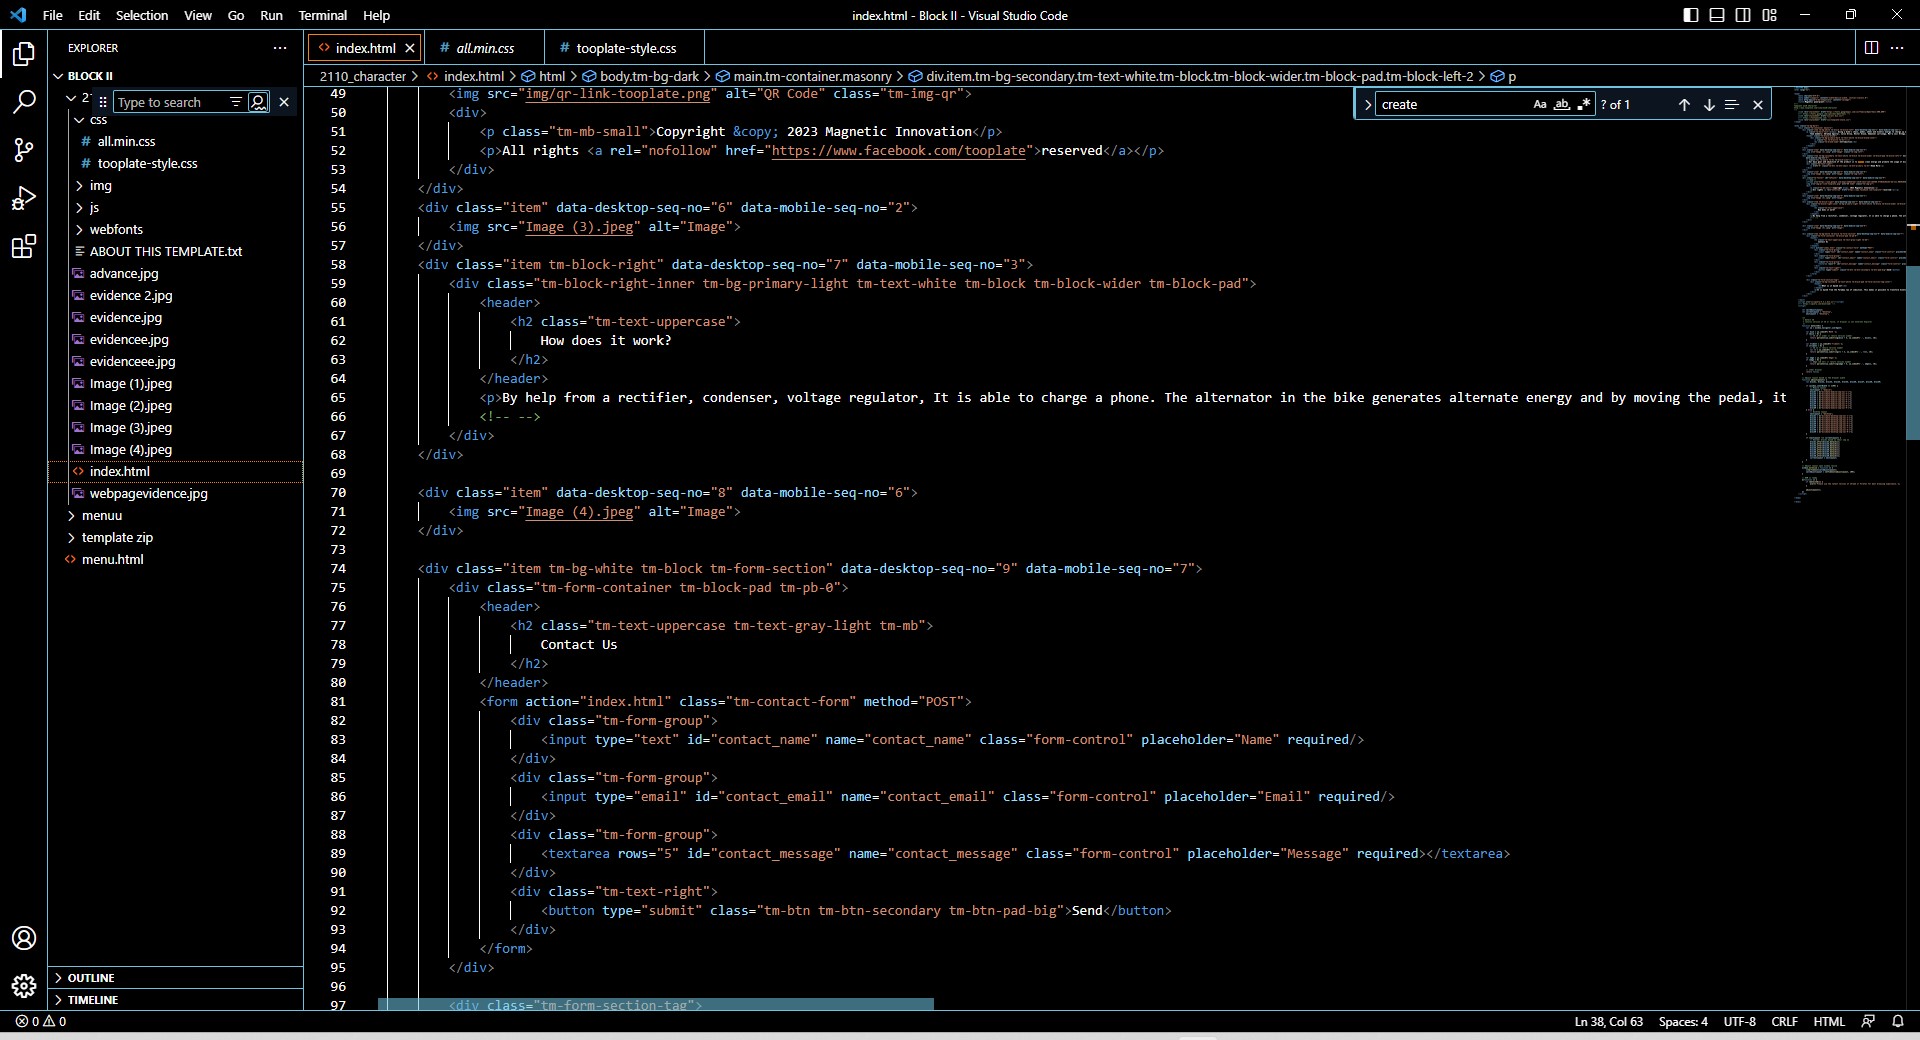 File Edit Selection View Go Run Terminal Help
index.html - Block II - Visual Studio Code
EXPLORER
BLOCK II
Type to search
css
all.min.css
tooplate-style.css
img
js
webfonts
ABOUT THIS TEMPLATE.txt
advance.jpg
evidence 2.jpg
evidence.jpg
evidencee.jpg
evidenceee.jpg
Image (1).jpeg
Image (2).jpeg
Image (3).jpeg
Image (4).jpeg
index.html
webpagevidence.jpg
menuu
template zip
menu.html
OUTLINE
TIMELINE
index.html
# all.min.css
# tooplate-style.css
2110_character > index.html > html > body.tm-bg-dark > main.tm-container.masonry > div.item.tm-bg-secondary.tm-text-white.tm-block.tm-block-wider.tm-block-pad.tm-block-left-2 > p
create Aa ab .* ? of 1
49 <img src="img/qr-link-tooplate.png" alt="QR Code" class="tm-img-qr">
50 <div>
51 <p class="tm-mb-small">Copyright &copy; 2023 Magnetic Innovation</p>
52 <p>All rights <a rel="nofollow" href="https://www.facebook.com/tooplate">reserved</a></p>
53 </div>
54 </div>
55 <div class="item" data-desktop-seq-no="6" data-mobile-seq-no="2">
56 <img src="Image (3).jpeg" alt="Image">
57 </div>
58 <div class="item tm-block-right" data-desktop-seq-no="7" data-mobile-seq-no="3">
59 <div class="tm-block-right-inner tm-bg-primary-light tm-text-white tm-block tm-block-wider tm-block-pad">
60 <header>
61 <h2 class="tm-text-uppercase">
62 How does it work?
63 </h2>
64 </header>
65 <p>By help from a rectifier, condenser, voltage regulator, It is able to charge a phone. The alternator in the bike generates alternate energy and by moving the pedal, it
66 <!-- -->
67 </div>
68 </div>
69
70 <div class="item" data-desktop-seq-no="8" data-mobile-seq-no="6">
71 <img src="Image (4).jpeg" alt="Image">
72 </div>
73
74 <div class="item tm-bg-white tm-block tm-form-section" data-desktop-seq-no="9" data-mobile-seq-no="7">
75 <div class="tm-form-container tm-block-pad tm-pb-0">
76 <header>
77 <h2 class="tm-text-uppercase tm-text-gray-light tm-mb">
78 Contact Us
79 </h2>
80 </header>
81 <form action="index.html" class="tm-contact-form" method="POST">
82 <div class="tm-form-group">
83 <input type="text" id="contact_name" name="contact_name" class="form-control" placeholder="Name" required/>
84 </div>
85 <div class="tm-form-group">
86 <input type="email" id="contact_email" name="contact_email" class="form-control" placeholder="Email" required/>
87 </div>
88 <div class="tm-form-group">
89 <textarea rows="5" id="contact_message" name="contact_message" class="form-control" placeholder="Message" required></textarea>
90 </div>
91 <div class="tm-text-right">
92 <button type="submit" class="tm-btn tm-btn-secondary tm-btn-pad-big">Send</button>
93 </div>
94 </form>
95 </div>
96
97 <div class="tm-form-section-tag">
0 0
Ln 38, Col 63 Spaces: 4 UTF-8 CRLF HTML